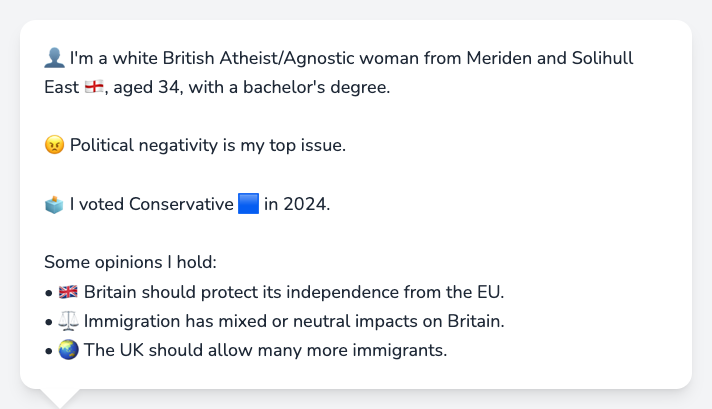 👤 I'm a white British Atheist/Agnostic woman from Meriden and Solihull
East 🏴󠁧󠁢󠁥󠁮󠁧󠁿, aged 34, with a bachelor's degree.
😠 Political negativity is my top issue.
🗳️ I voted Conservative 🟦 in 2024.
Some opinions I hold:
• 🇬🇧 Britain should protect its independence from the EU.
• ⚖️ Immigration has mixed or neutral impacts on Britain.
• 🌏 The UK should allow many more immigrants.